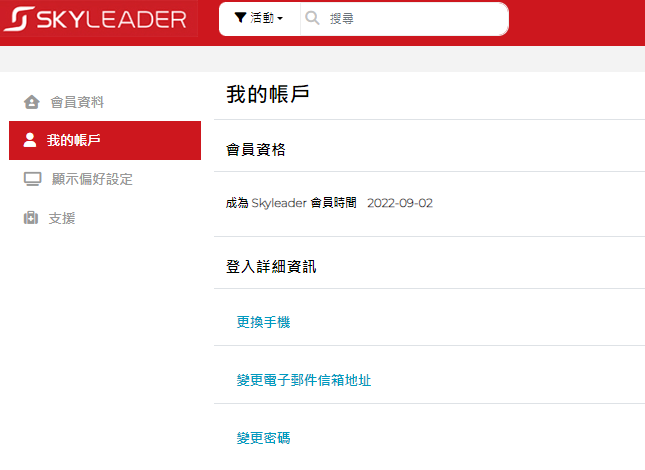 SKYLEADER
活動
搜尋
會員資料
我的帳戶
顯示偏好設定
支援
我的帳戶
會員資格
成為 Skyleader 會員時間 2022-09-02
登入詳細資訊
更換手機
變更電子郵件信箱地址
變更密碼